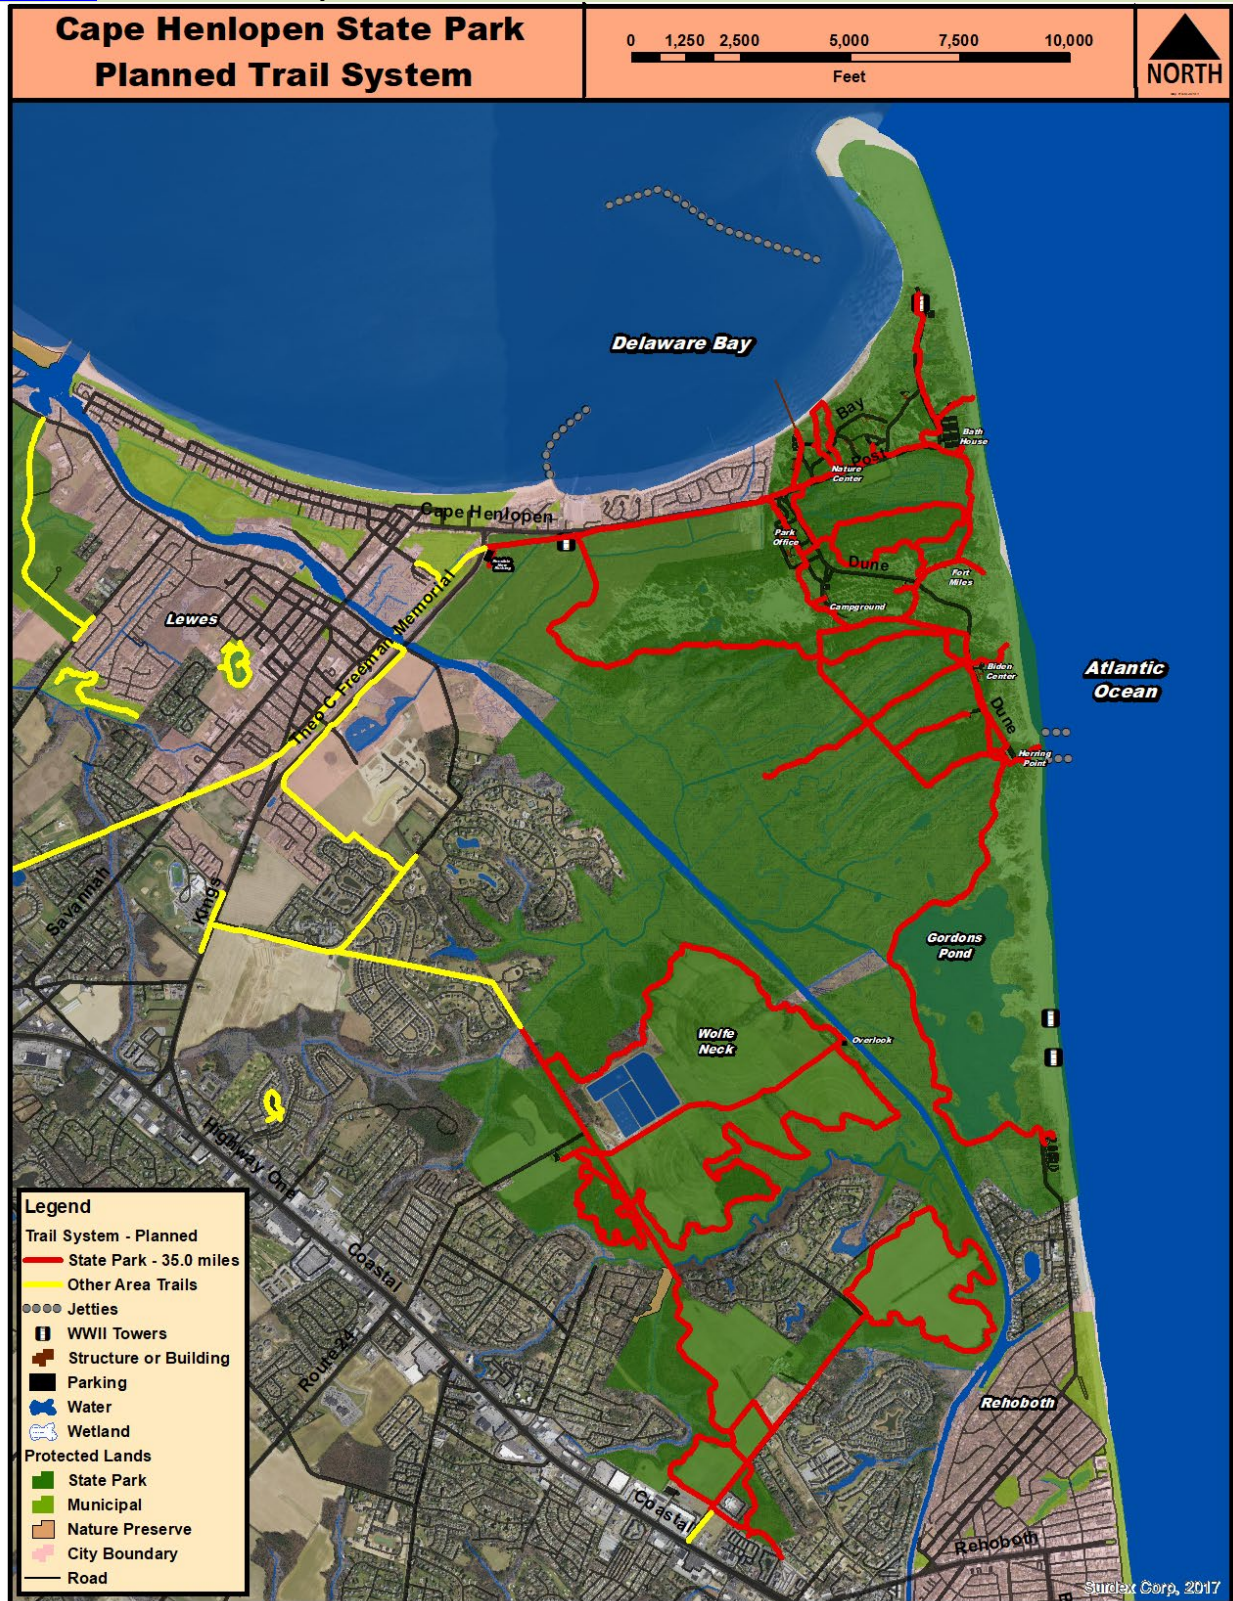 Cape Henlopen State Park
Planned Trail System
0 1,250 2,500 5,000 7,500 10,000
Feet
NORTH
Delaware Bay
Bay
Bath
House
Post
Nature
Center
Cape Henlopen
Park
Office
Dune
Fort
Miles
Campground
Theo C Freeman Memorial
Lewes
Biden
Center
Atlantic
Ocean
Dune
Herring
Point
Savannah
Kings
Gordons
Pond
Wolfe
Neck
Overlook
Highway One
Coastal
Route 24
Rehoboth
Coastal
Rehoboth
Legend
Trail System - Planned
State Park - 35.0 miles
Other Area Trails
Jetties
WWII Towers
Structure or Building
Parking
Water
Wetland
Protected Lands
State Park
Municipal
Nature Preserve
City Boundary
Road
Surdex Corp, 2017